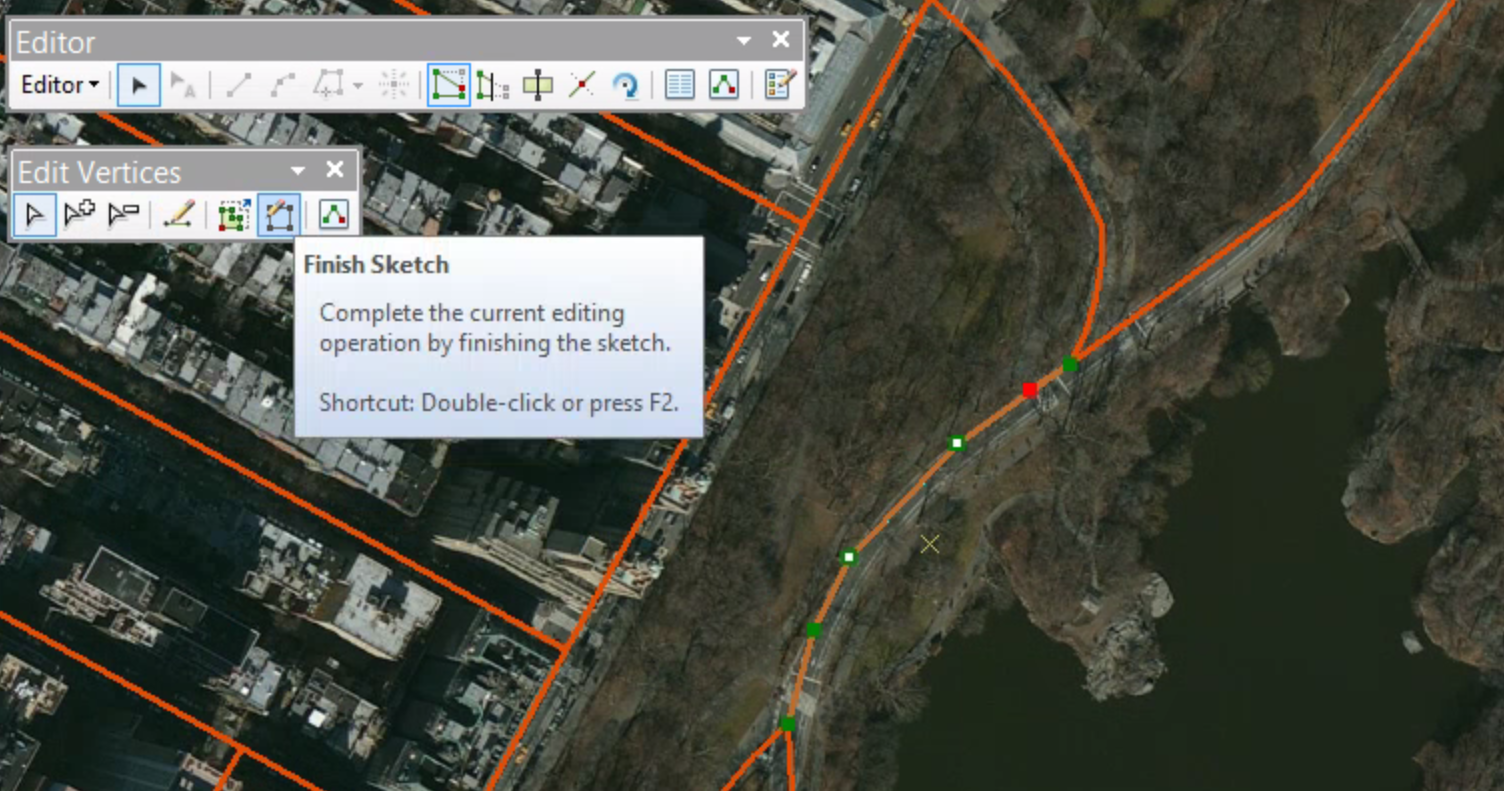 Editor
Editor
Edit Vertices
Finish Sketch
Complete the current editing
operation by finishing the sketch.
Shortcut: Double-click or press F2.